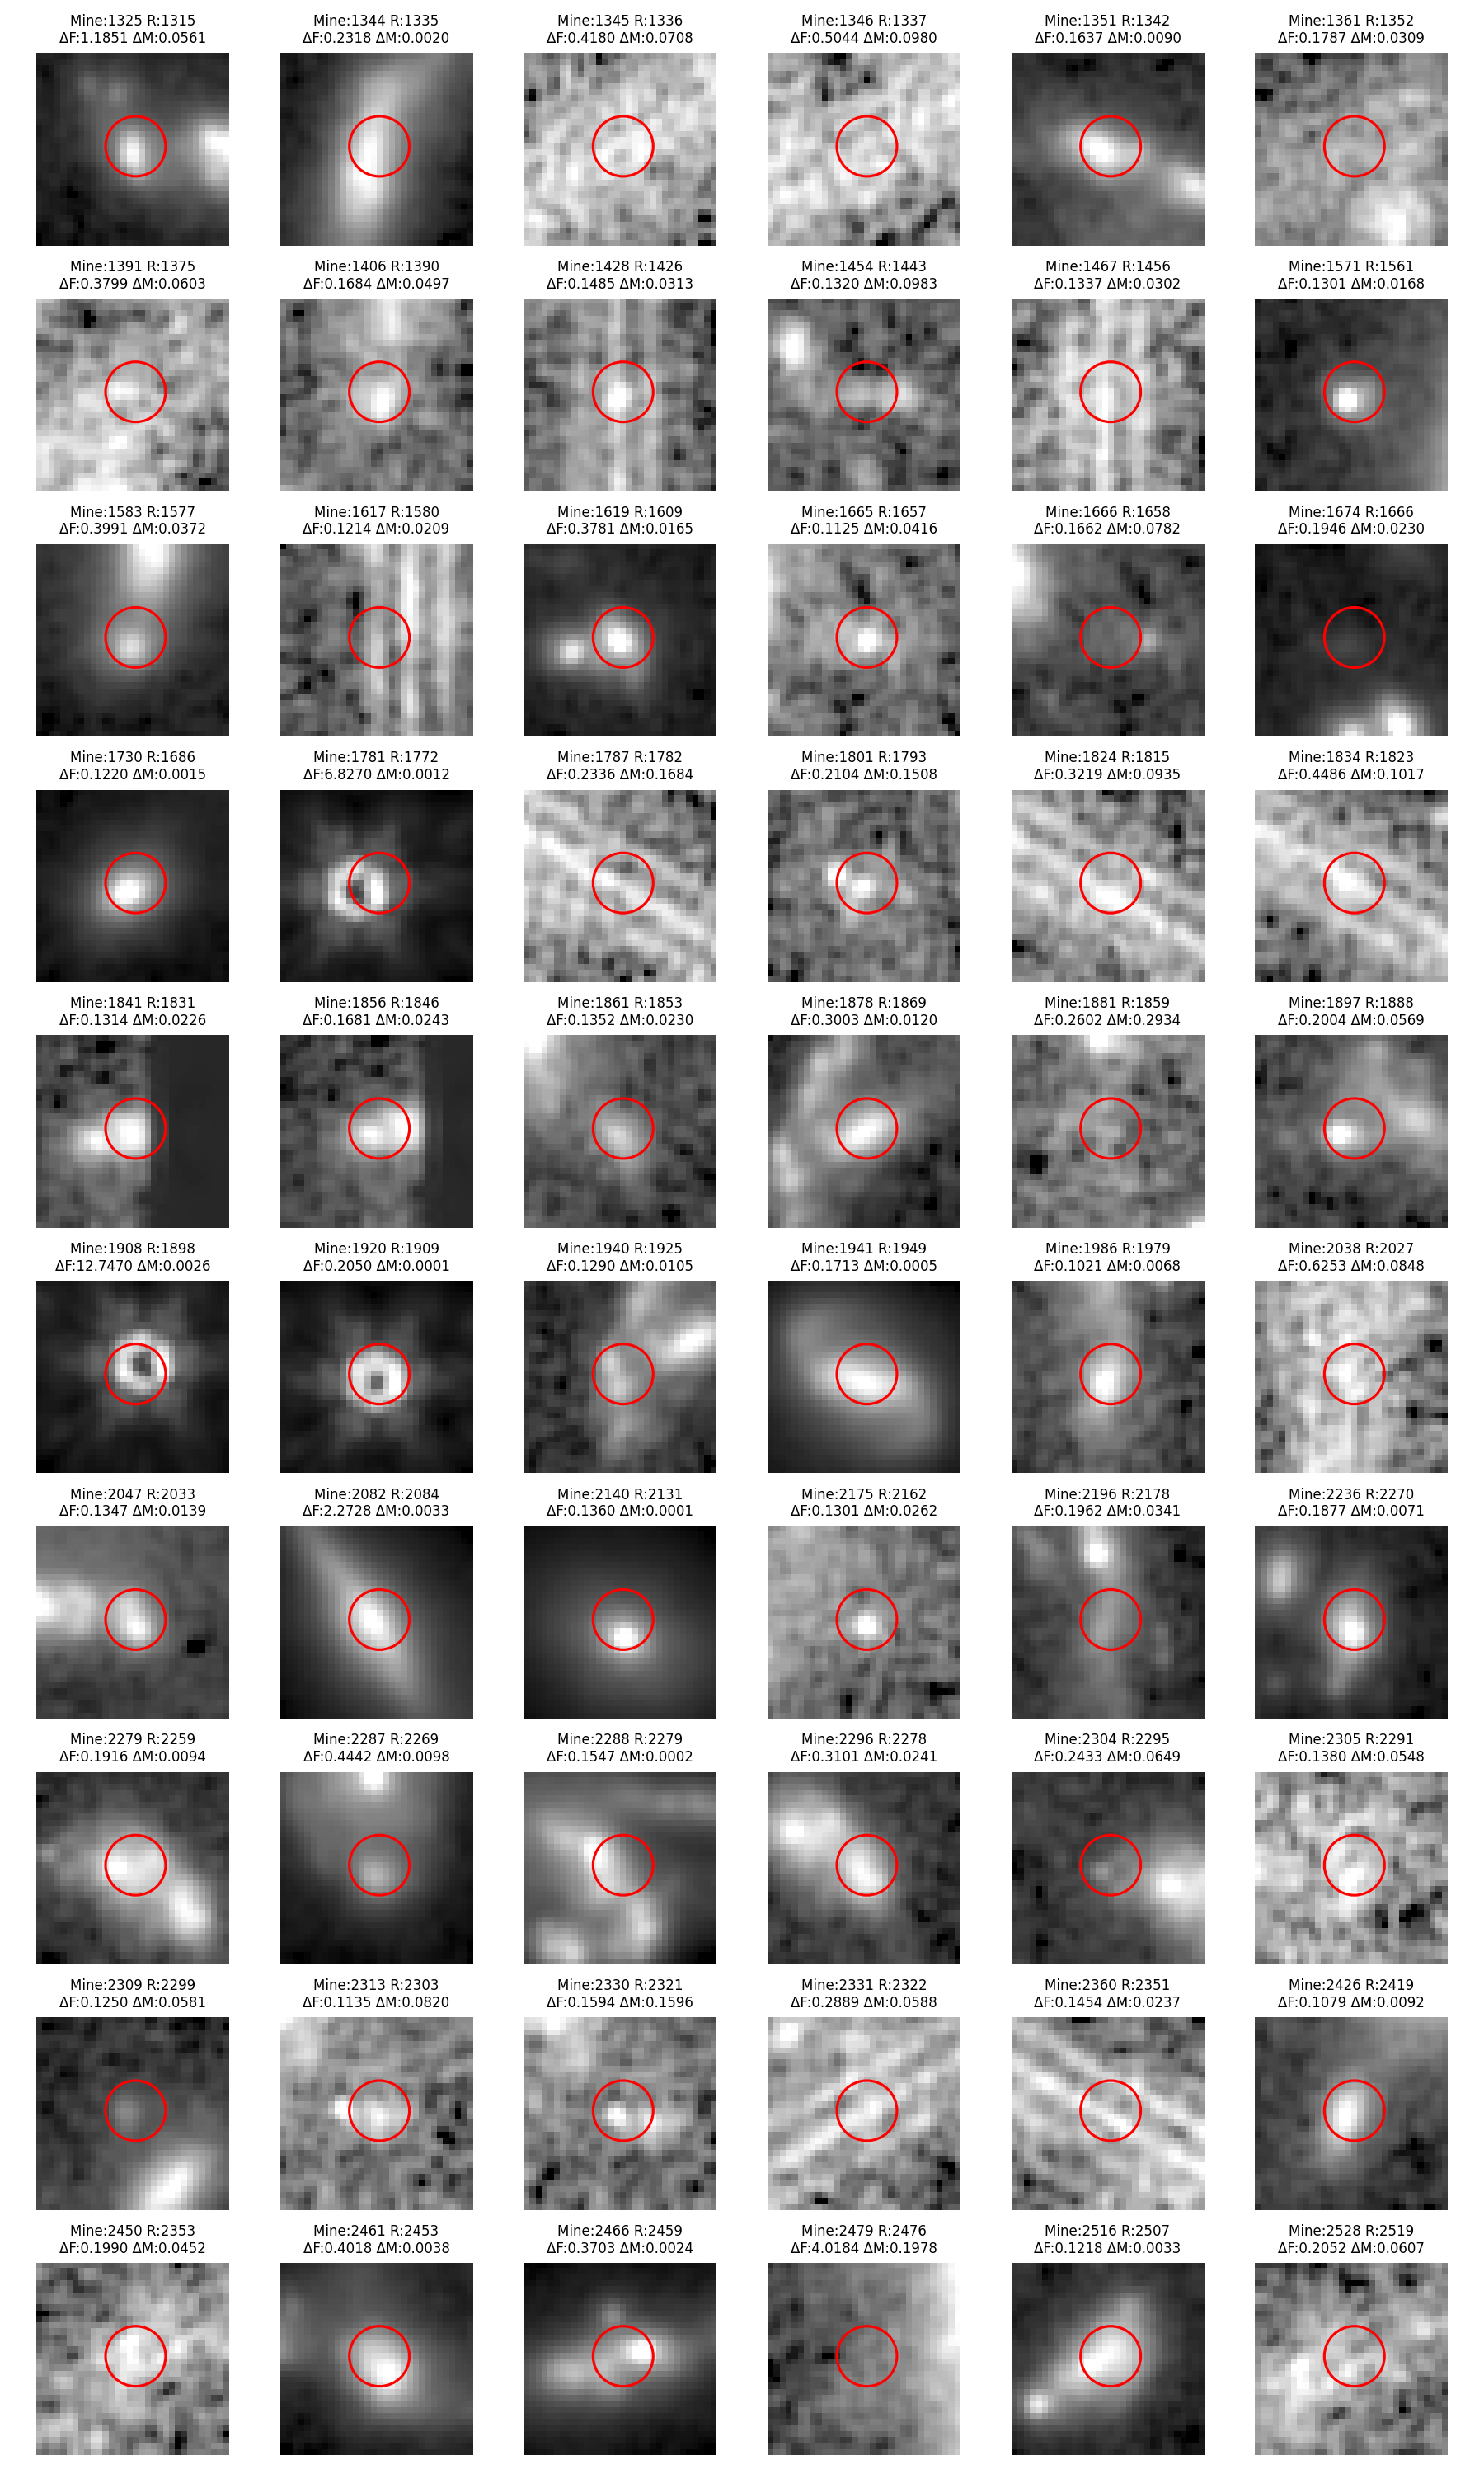 Mine:1325 R:1315
ΔF:1.1851 ΔM:0.0561
Mine:1344 R:1335
ΔF:0.2318 ΔM:0.0020
Mine:1345 R:1336
ΔF:0.4180 ΔM:0.0708
Mine:1346 R:1337
ΔF:0.5044 ΔM:0.0980
Mine:1351 R:1342
ΔF:0.1637 ΔM:0.0090
Mine:1361 R:1352
ΔF:0.1787 ΔM:0.0309
Mine:1391 R:1375
ΔF:0.3799 ΔM:0.0603
Mine:1406 R:1390
ΔF:0.1684 ΔM:0.0497
Mine:1428 R:1426
ΔF:0.1485 ΔM:0.0313
Mine:1454 R:1443
ΔF:0.1320 ΔM:0.0983
Mine:1467 R:1456
ΔF:0.1337 ΔM:0.0302
Mine:1571 R:1561
ΔF:0.1301 ΔM:0.0168
Mine:1583 R:1577
ΔF:0.3991 ΔM:0.0372
Mine:1617 R:1580
ΔF:0.1214 ΔM:0.0209
Mine:1619 R:1609
ΔF:0.3781 ΔM:0.0165
Mine:1665 R:1657
ΔF:0.1125 ΔM:0.0416
Mine:1666 R:1658
ΔF:0.1662 ΔM:0.0782
Mine:1674 R:1666
ΔF:0.1946 ΔM:0.0230
Mine:1730 R:1686
ΔF:0.1220 ΔM:0.0015
Mine:1781 R:1772
ΔF:6.8270 ΔM:0.0012
Mine:1787 R:1782
ΔF:0.2336 ΔM:0.1684
Mine:1801 R:1793
ΔF:0.2104 ΔM:0.1508
Mine:1824 R:1815
ΔF:0.3219 ΔM:0.0935
Mine:1834 R:1823
ΔF:0.4486 ΔM:0.1017
Mine:1841 R:1831
ΔF:0.1314 ΔM:0.0226
Mine:1856 R:1846
ΔF:0.1681 ΔM:0.0243
Mine:1861 R:1853
ΔF:0.1352 ΔM:0.0230
Mine:1878 R:1869
ΔF:0.3003 ΔM:0.0120
Mine:1881 R:1859
ΔF:0.2602 ΔM:0.2934
Mine:1897 R:1888
ΔF:0.2004 ΔM:0.0569
Mine:1908 R:1898
ΔF:12.7470 ΔM:0.0026
Mine:1920 R:1909
ΔF:0.2050 ΔM:0.0001
Mine:1940 R:1925
ΔF:0.1290 ΔM:0.0105
Mine:1941 R:1949
ΔF:0.1713 ΔM:0.0005
Mine:1986 R:1979
ΔF:0.1021 ΔM:0.0068
Mine:2038 R:2027
ΔF:0.6253 ΔM:0.0848
Mine:2047 R:2033
ΔF:0.1347 ΔM:0.0139
Mine:2082 R:2084
ΔF:2.2728 ΔM:0.0033
Mine:2140 R:2131
ΔF:0.1360 ΔM:0.0001
Mine:2175 R:2162
ΔF:0.1301 ΔM:0.0262
Mine:2196 R:2178
ΔF:0.1962 ΔM:0.0341
Mine:2236 R:2270
ΔF:0.1877 ΔM:0.0071
Mine:2279 R:2259
ΔF:0.1916 ΔM:0.0094
Mine:2287 R:2269
ΔF:0.4442 ΔM:0.0098
Mine:2288 R:2279
ΔF:0.1547 ΔM:0.0002
Mine:2296 R:2278
ΔF:0.3101 ΔM:0.0241
Mine:2304 R:2295
ΔF:0.2433 ΔM:0.0649
Mine:2305 R:2291
ΔF:0.1380 ΔM:0.0548
Mine:2309 R:2299
ΔF:0.1250 ΔM:0.0581
Mine:2313 R:2303
ΔF:0.1135 ΔM:0.0820
Mine:2330 R:2321
ΔF:0.1594 ΔM:0.1596
Mine:2331 R:2322
ΔF:0.2889 ΔM:0.0588
Mine:2360 R:2351
ΔF:0.1454 ΔM:0.0237
Mine:2426 R:2419
ΔF:0.1079 ΔM:0.0092
Mine:2450 R:2353
ΔF:0.1990 ΔM:0.0452
Mine:2461 R:2453
ΔF:0.4018 ΔM:0.0038
Mine:2466 R:2459
ΔF:0.3703 ΔM:0.0024
Mine:2479 R:2476
ΔF:4.0184 ΔM:0.1978
Mine:2516 R:2507
ΔF:0.1218 ΔM:0.0033
Mine:2528 R:2519
ΔF:0.2052 ΔM:0.0607